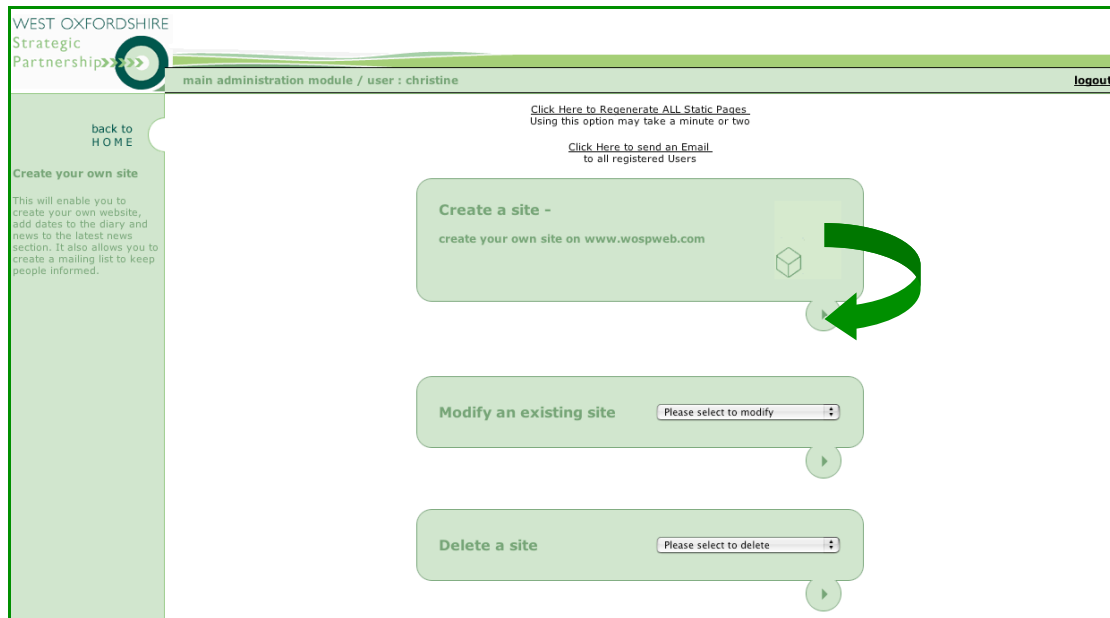 WEST OXFORDSHIRE
Strategic
Partnership
main administration module / user : christine
logout
Click Here to Regenerate ALL Static Pages
Using this option may take a minute or two
Click Here to send an Email
to all registered Users
back to
HOME
Create your own site
This will enable you to
create your own website,
add dates to the diary and
news to the latest news
section. It also allows you to
create a mailing list to keep
people informed.
Create a site -
create your own site on www.wospweb.com
Modify an existing site
Please select to modify
Delete a site
Please select to delete